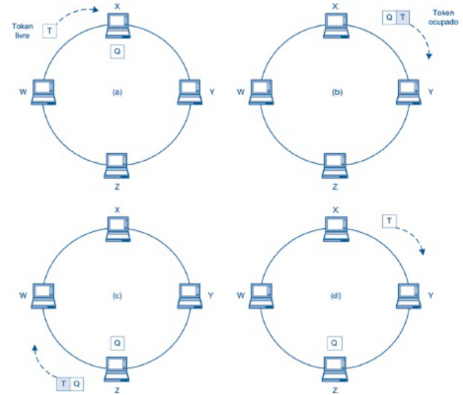 X
Token
livre
T
Q
W
(a)
Y
Z
X
Q T
Token
ocupado
W
(b)
Y
Z
X
W
(c)
Y
Q
T Q
Z
X
T
W
(d)
Y
Q
Z